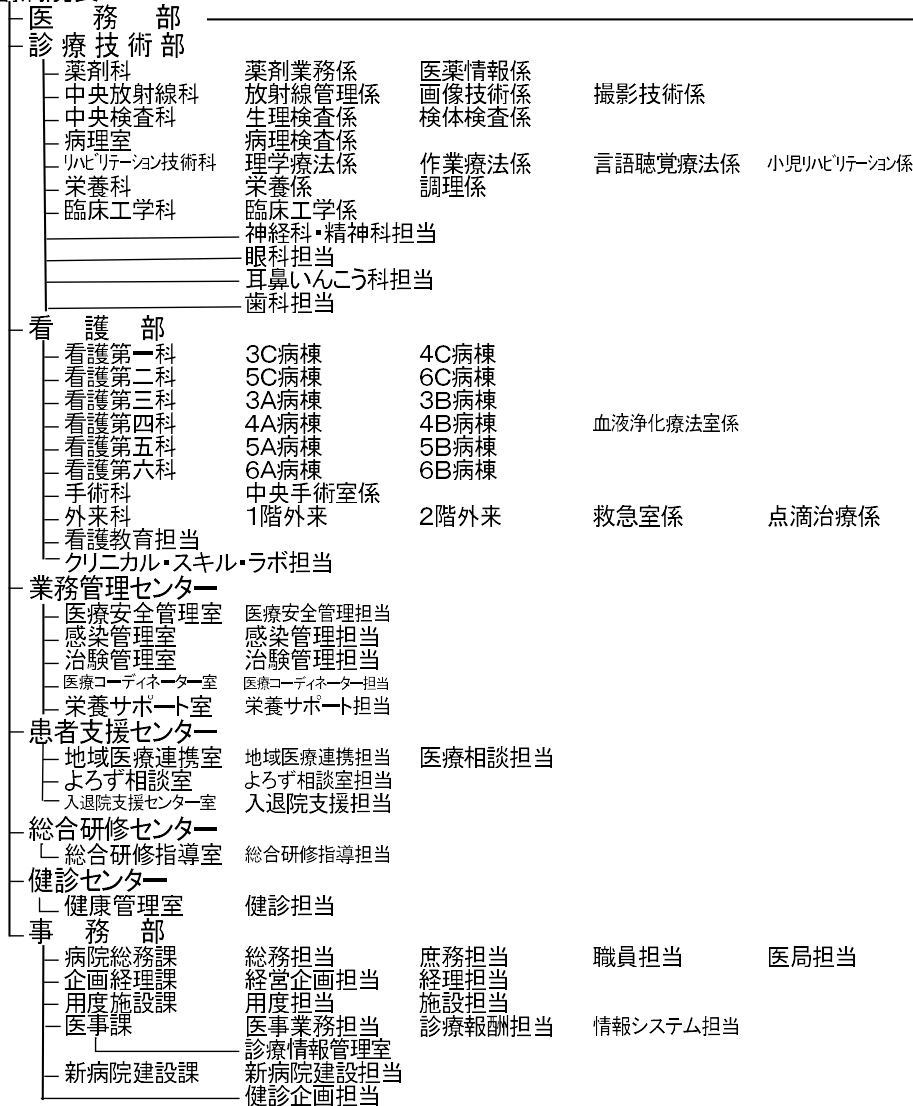 医務部
診療技術部
薬剤科 薬剤業務係 医薬情報係
中央放射線科 放射線管理係 画像技術係 撮影技術係
中央検査科 生理検査係 検体検査係
病理室 病理検査係
リハビリテーション技術科 理学療法係 作業療法係 言語聴覚療法係 小児リハビリテーション係
栄養科 栄養係 調理係
臨床工学科 臨床工学係
神経科・精神科担当
眼科担当
耳鼻いんこう科担当
歯科担当
看護部
看護第一科 3C病棟 4C病棟
看護第二科 5C病棟 6C病棟
看護第三科 3A病棟 3B病棟
看護第四科 4A病棟 4B病棟 血液浄化療法室係
看護第五科 5A病棟 5B病棟
看護第六科 6A病棟 6B病棟
手術科 中央手術室係
外来科 1階外来 2階外来 救急室係 点滴治療係
看護教育担当
クリニカル・スキル・ラボ担当
業務管理センター
医療安全管理室 医療安全管理担当
感染管理室 感染管理担当
治験管理室 治験管理担当
医療コーディネーター室 医療コーディネーター担当
栄養サポート室 栄養サポート担当
患者支援センター
地域医療連携室 地域医療連携担当 医療相談担当
よろず相談室 よろず相談室担当
入退院支援センター室 入退院支援担当
総合研修センター
総合研修指導室 総合研修指導担当
健診センター
健康管理室 健診担当
事務部
病院総務課 総務担当 庶務担当 職員担当 医局担当
企画経理課 経営企画担当 経理担当
用度施設課 用度担当 施設担当
医事課 医事業務担当 診療報酬担当 情報システム担当
診療情報管理室
新病院建設課 新病院建設担当
健診企画担当